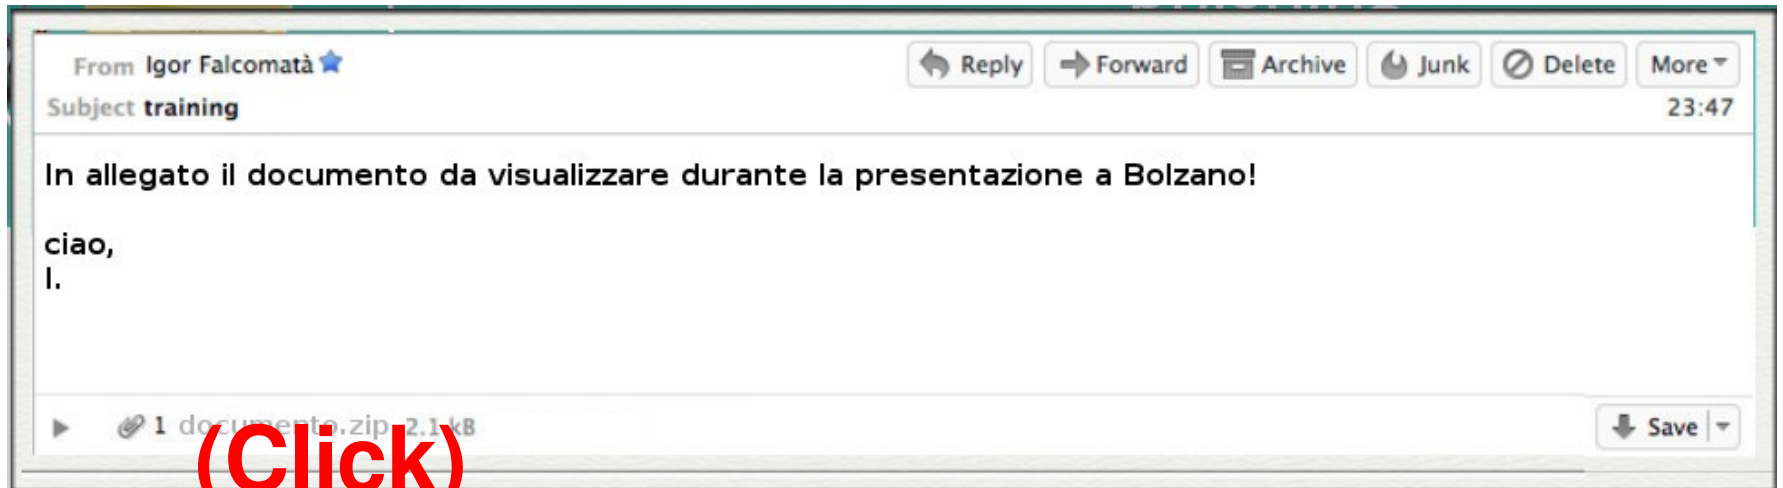 From Igor Falcomatà Reply Forward Archive Junk Delete More
Subject training 23:47
In allegato il documento da visualizzare durante la presentazione a Bolzano!
ciao,
I.
1 documento.zip 2.1 kB Save
(Click)